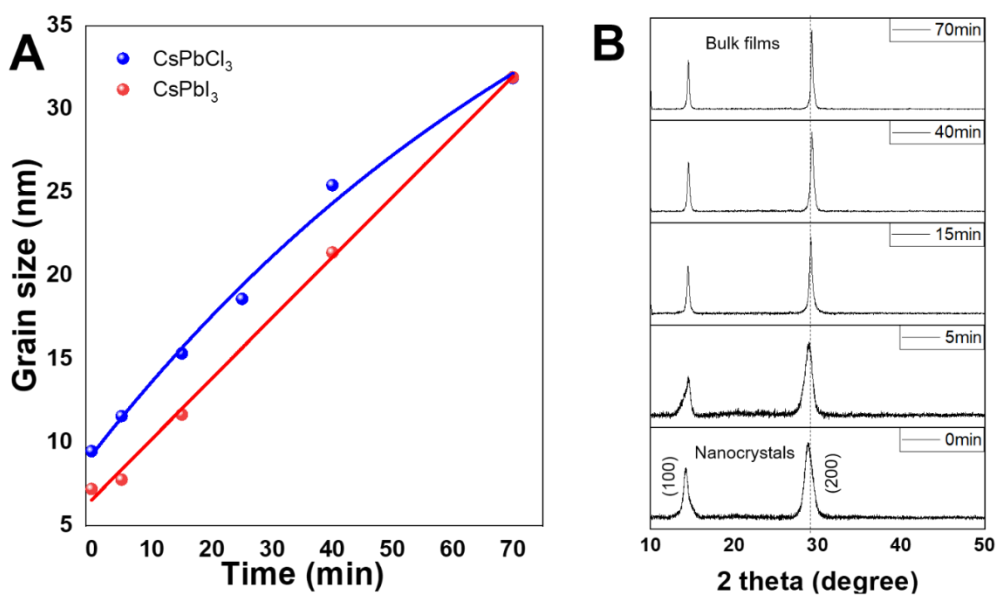 A
CsPbCl₃
CsPbI₃
35
30
25
20
15
10
5
Grain size (nm)
0 10 20 30 40 50 60 70
Time (min)
B
Bulk films
70min
40min
15min
5min
Nanocrystals
0min
(100)
(200)
10 20 30 40 50
2 theta (degree)